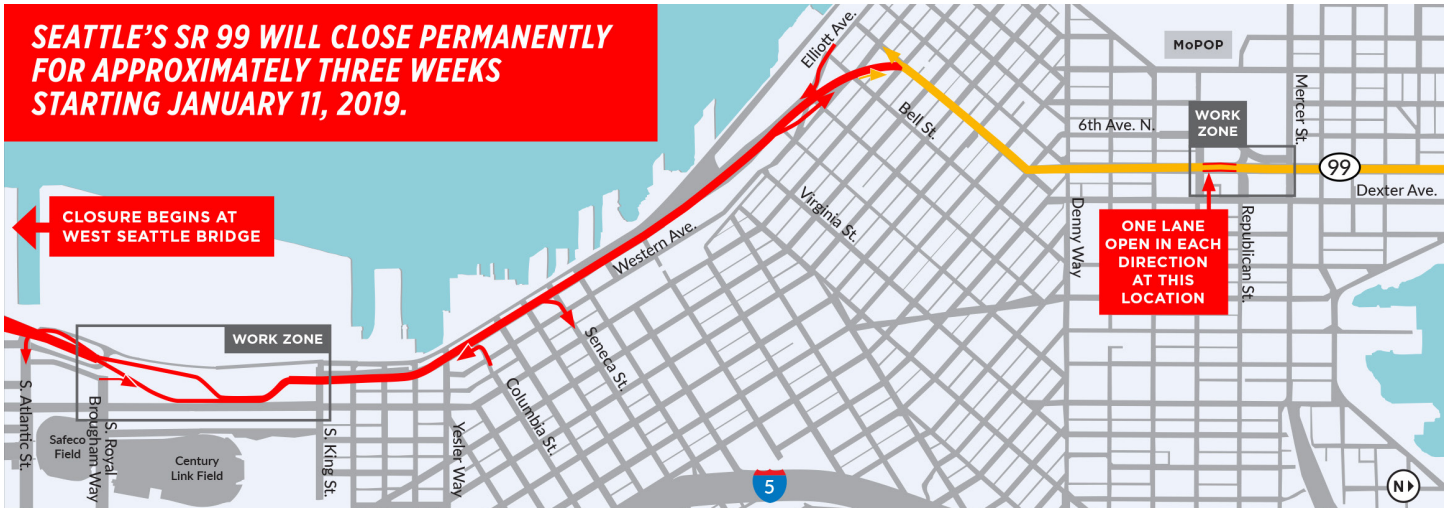 SEATTLE'S SR 99 WILL CLOSE PERMANENTLY
FOR APPROXIMATELY THREE WEEKS
STARTING JANUARY 11, 2019.
CLOSURE BEGINS AT
WEST SEATTLE BRIDGE
WORK ZONE
S. Atlantic St.
Safeco
Field
S. Royal
Brougham Way
Century
Link Field
S. King St.
Yesler Way
Columbia St.
Seneca St.
Western Ave.
Elliott Ave.
Bell St.
Virginia St.
5
Denny Way
6th Ave. N.
MoPOP
WORK
ZONE
Mercer St.
99
Dexter Ave.
ONE LANE
OPEN IN EACH
DIRECTION
AT THIS
LOCATION
Republican St.
N